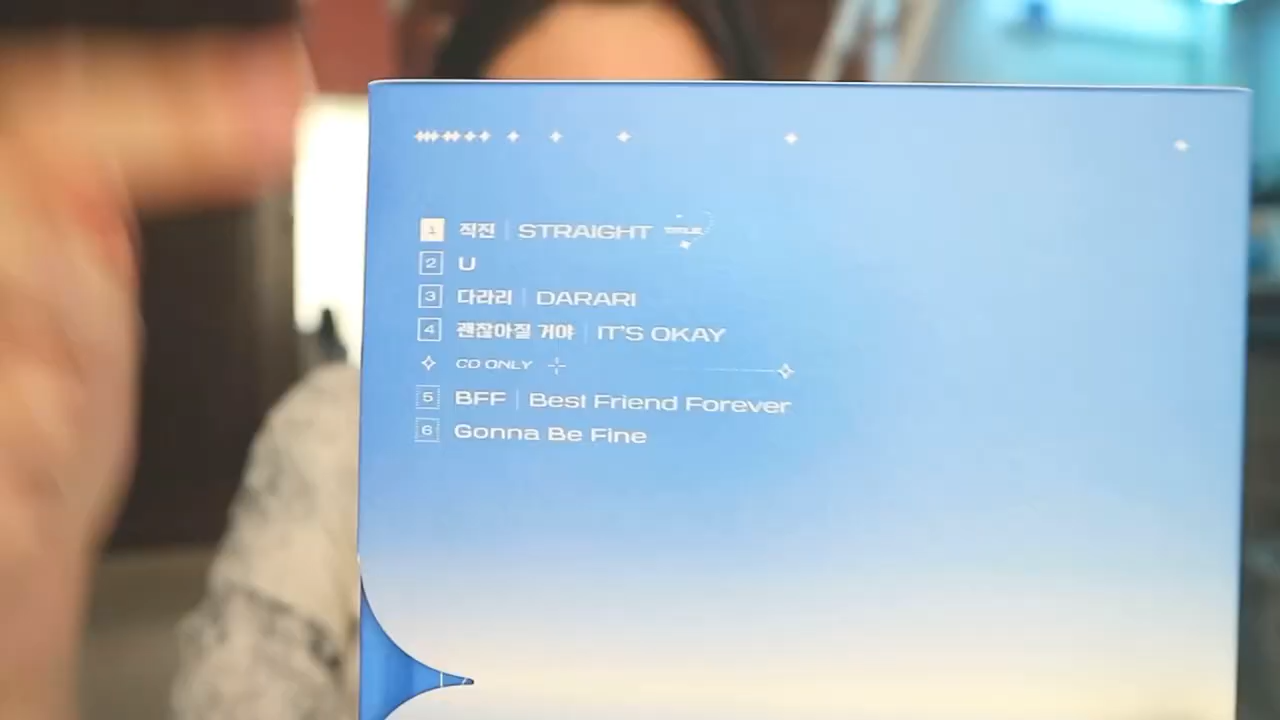 1 직진 | STRAIGHT TITLE
2 U
3 다라리 | DARARI
4 괜찮아질 거야 | IT'S OKAY
CD ONLY
5 BFF | Best Friend Forever
6 Gonna Be Fine